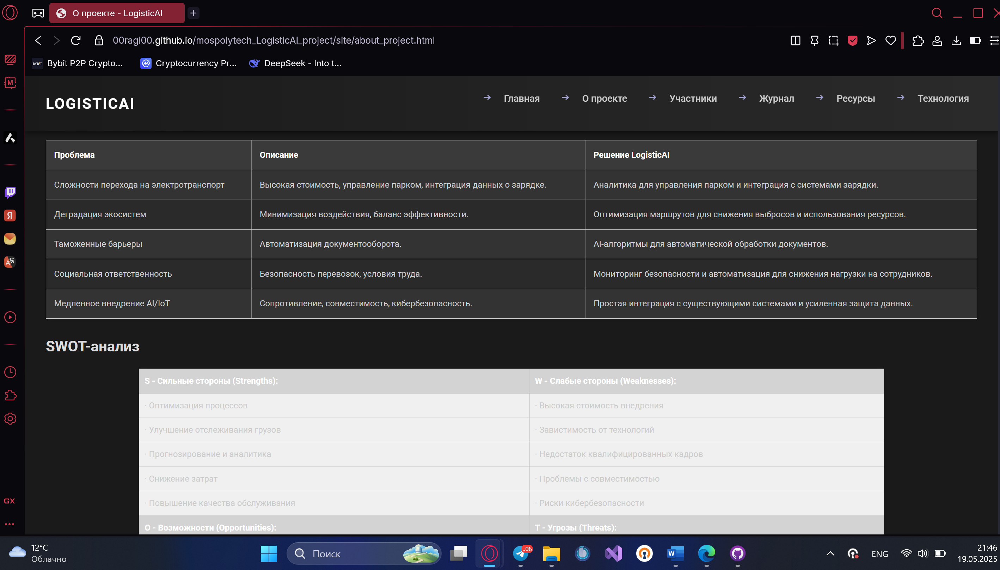 О проекте - LogisticAI
00ragi00.github.io/mospolytech_LogisticAI_project/site/about_project.html
BYBIT Bybit P2P Crypto... Cryptocurrency Pr... DeepSeek - Into t...
M
LOGISTICAI
Главная О проекте Участники Журнал Ресурсы Технология
Проблема Описание Решение LogisticAI
Сложности перехода на электротранспорт Высокая стоимость, управление парком, интеграция данных о зарядке. Аналитика для управления парком и интеграция с системами зарядки.
Деградация экосистем Минимизация воздействия, баланс эффективности. Оптимизация маршрутов для снижения выбросов и использования ресурсов.
Таможенные барьеры Автоматизация документооборота. AI-алгоритмы для автоматической обработки документов.
Социальная ответственность Безопасность перевозок, условия труда. Мониторинг безопасности и автоматизация для снижения нагрузки на сотрудников.
Медленное внедрение AI/IoT Сопротивление, совместимость, кибербезопасность. Простая интеграция с существующими системами и усиленная защита данных.
Я
Aあ
SWOT-анализ
S - Сильные стороны (Strengths): W - Слабые стороны (Weaknesses):
· Оптимизация процессов · Высокая стоимость внедрения
· Улучшение отслеживания грузов · Зависимость от технологий
· Прогнозирование и аналитика · Недостаток квалифицированных кадров
· Снижение затрат · Проблемы с совместимостью
· Повышение качества обслуживания · Риски кибербезопасности
O - Возможности (Opportunities): T - Угрозы (Threats):
GX
12°C
Облачно
Поиск
..06
W
ENG
21:46
19.05.2025